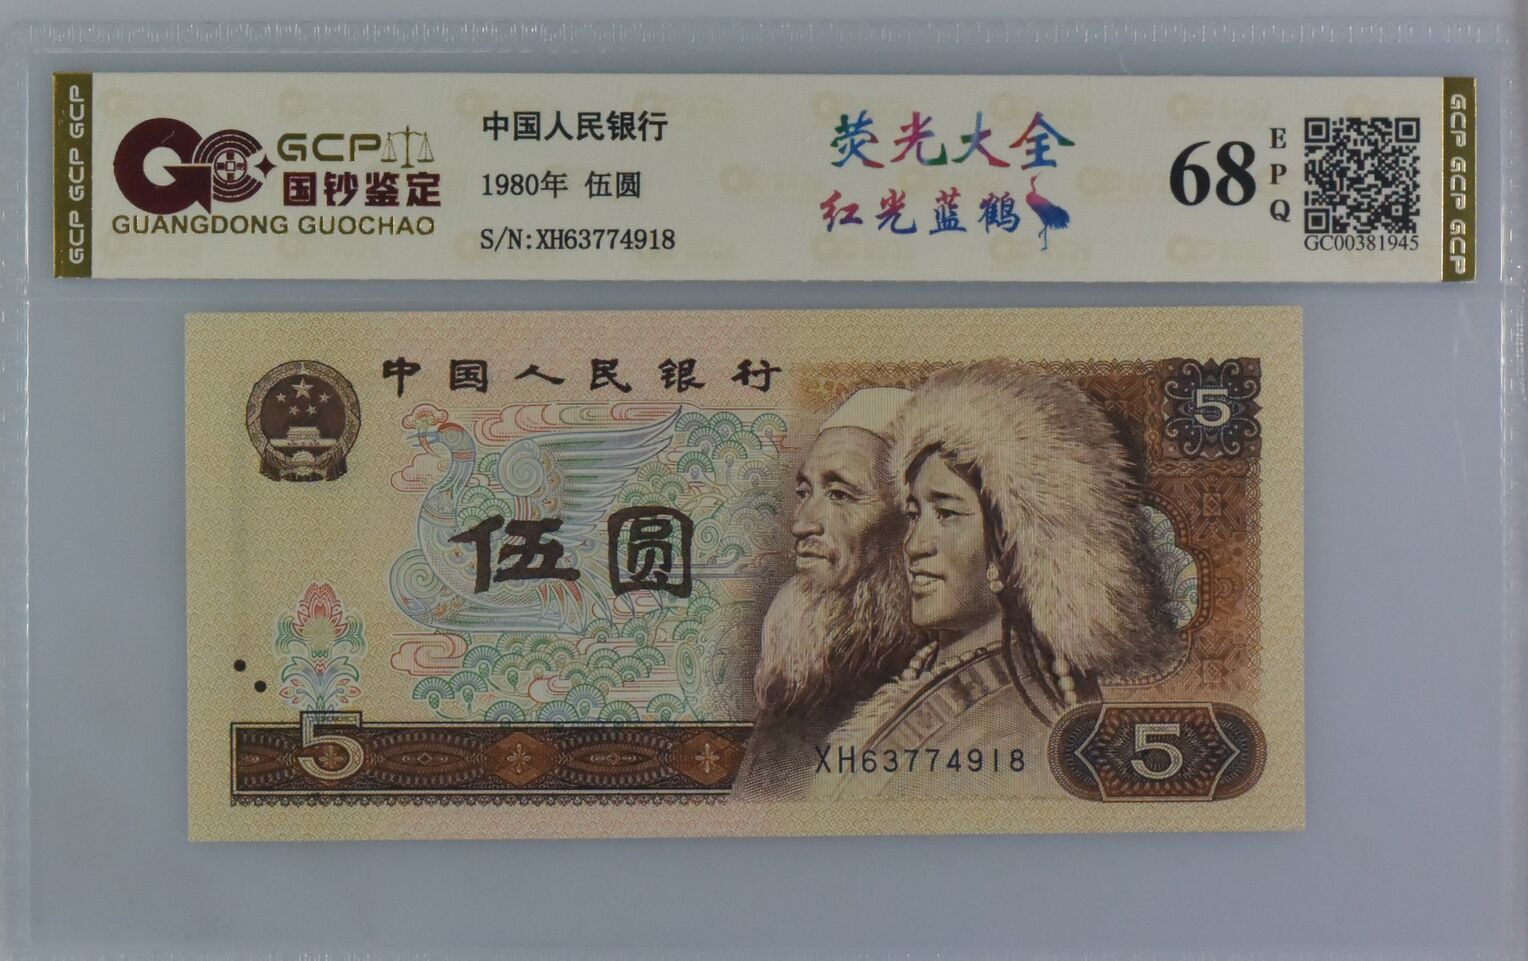 GCP GCP GCP
GC
GCP
国钞鉴定
GUANGDONG GUOCHAO
中国人民银行
1980年 伍圆
S/N:XH63774918
荧光大全
红光蓝鹤
68
EPQ
GC00381945
GCP GCP GCP
中国人民银行
5
伍圆
5
XH63774918
5